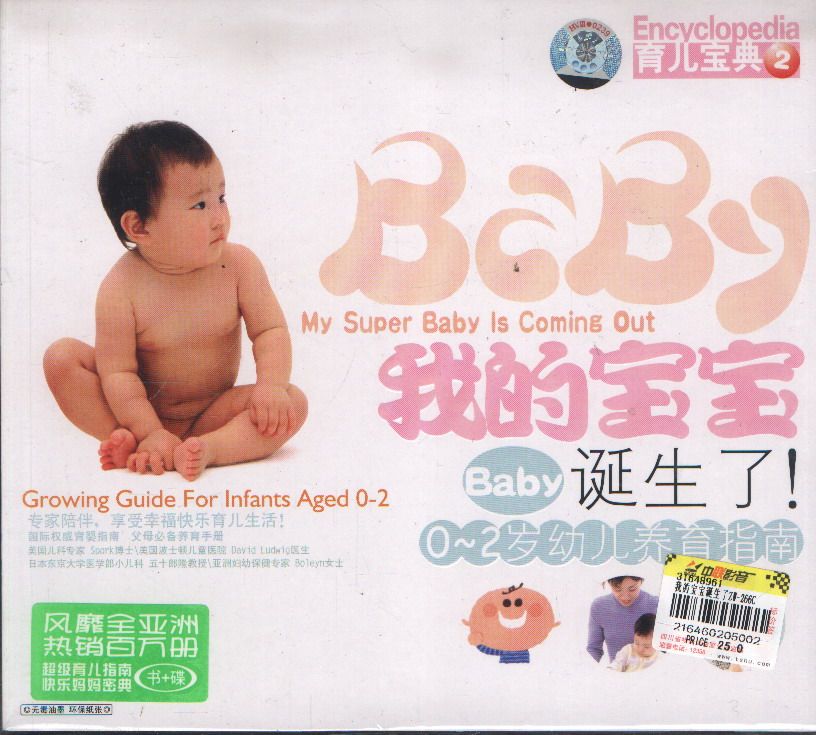 Encyclopedia
育儿宝典 2
BaBy
My Super Baby Is Coming Out
我的宝宝
Baby 诞生了!
0~2岁幼儿养育指南
Growing Guide For Infants Aged 0-2
专家陪伴，享受幸福快乐育儿生活!
国际权威育婴指南 父母必备养育手册
美国儿科专家 Spork博士\美国波士顿儿童医院 David Ludwig医生
日本东京大学医学部小儿科 五十郎隆教授\亚洲妇幼保健专家 Boleyn女士
中联影音
31648961
我的宝宝诞生了ZW-266C
216460205002
PRICE 25.0
风靡全亚洲
热销百万册
超级育儿指南
快乐妈妈密典
书+碟
◎无毒油墨 环保纸张◎